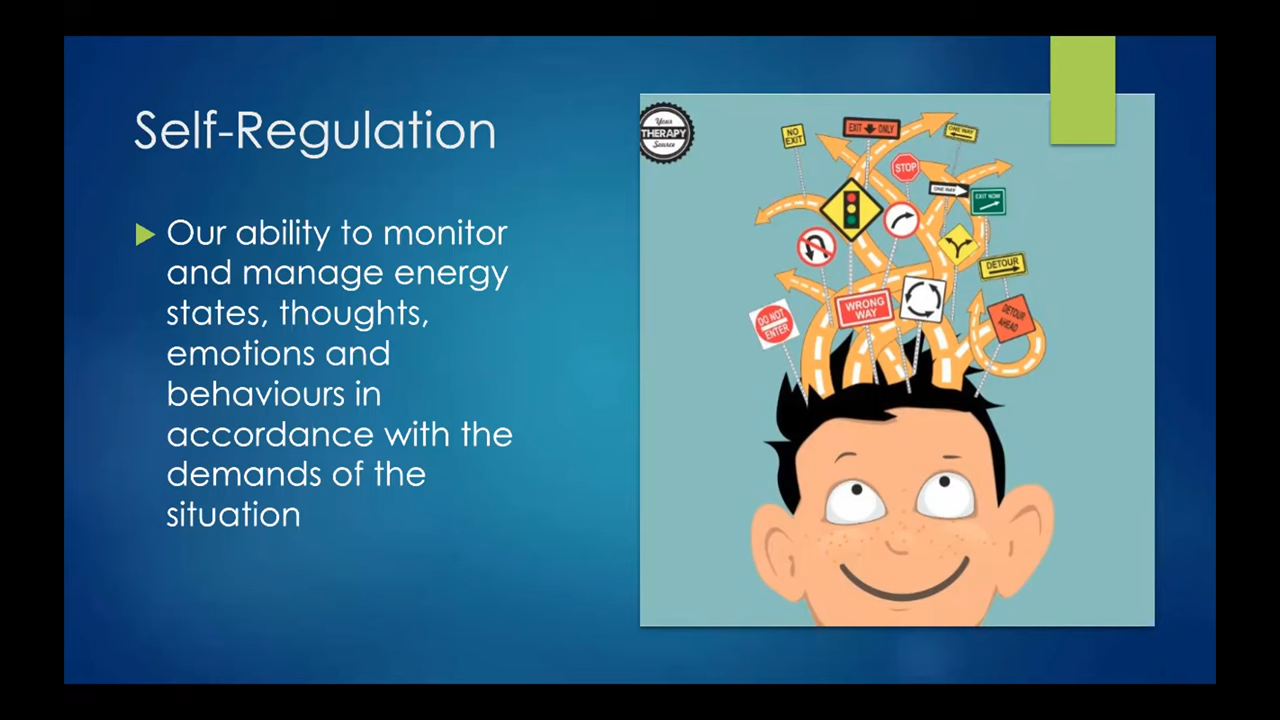 Self-Regulation
Our ability to monitor
and manage energy
states, thoughts,
emotions and
behaviours in
accordance with the
demands of the
situation
Your
THERAPY
Source
NO
EXIT
EXIT ONLY
ONE WAY
STOP
ONE WAY
EXIT NOW
DETOUR
WRONG
WAY
DO NOT
ENTER
DETOUR
AHEAD